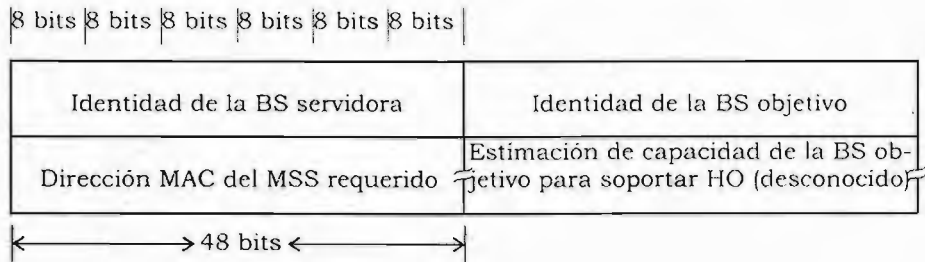 8 bits 8 bits 8 bits 8 bits 8 bits 8 bits
Identidad de la BS servidora
Identidad de la BS objetivo
Dirección MAC del MSS requerido
Estimación de capacidad de la BS ob-
jetivo para soportar HO (desconocido)
48 bits